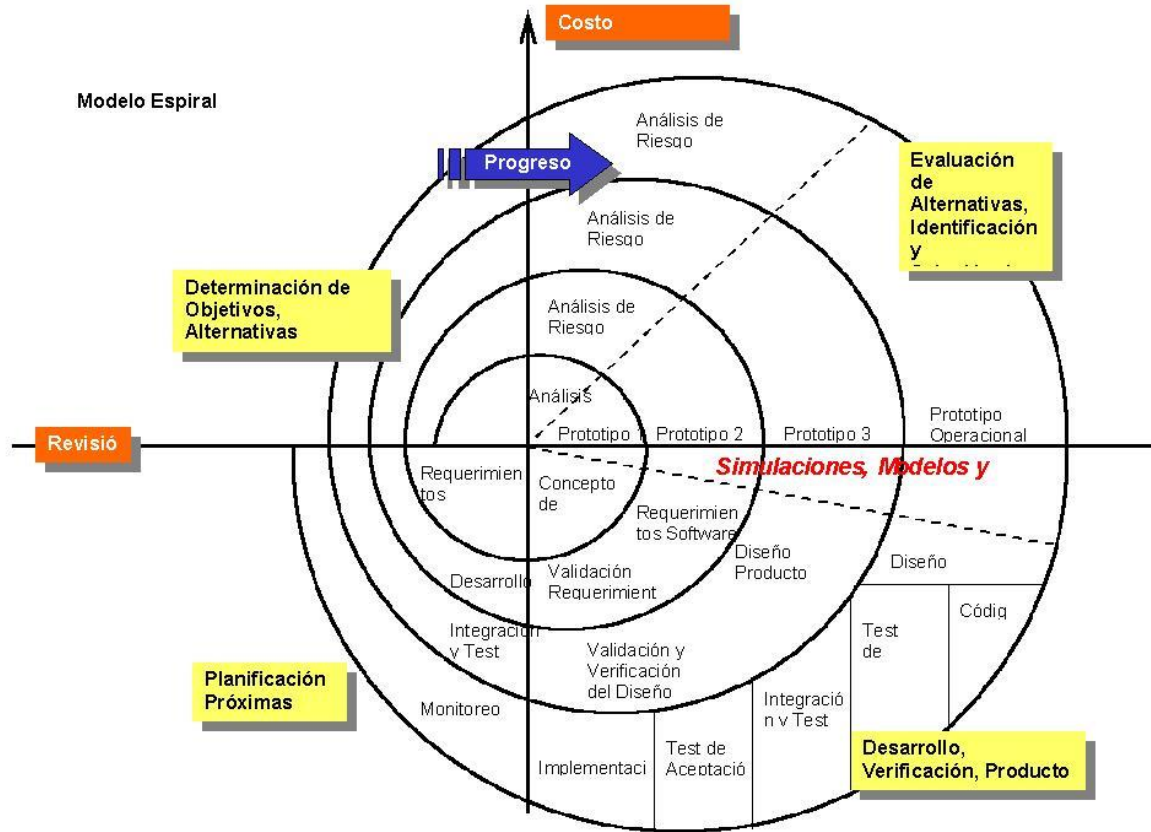 Costo
Modelo Espiral
Análisis de
Riesgo
Progreso
Evaluación
de
Alternativas,
Identificación
y
Análisis de
Riesgo
Determinación de
Objetivos,
Alternativas
Análisis de
Riesgo
Análisis
Revisió
Prototipo 1
Prototipo 2
Prototipo 3
Prototipo
Operacional
Simulaciones, Modelos y
Requerimien
tos
Concepto
de
Requerimien
tos Software
Diseño
Producto
Diseño
Desarrollo
Validación
Requerimient
Códig
Test
de
Integración
y Test
Validación y
Verificación
del Diseño
Planificación
Próximas
Monitoreo
Integració
n y Test
Implementaci
Test de
Aceptació
Desarrollo,
Verificación, Producto